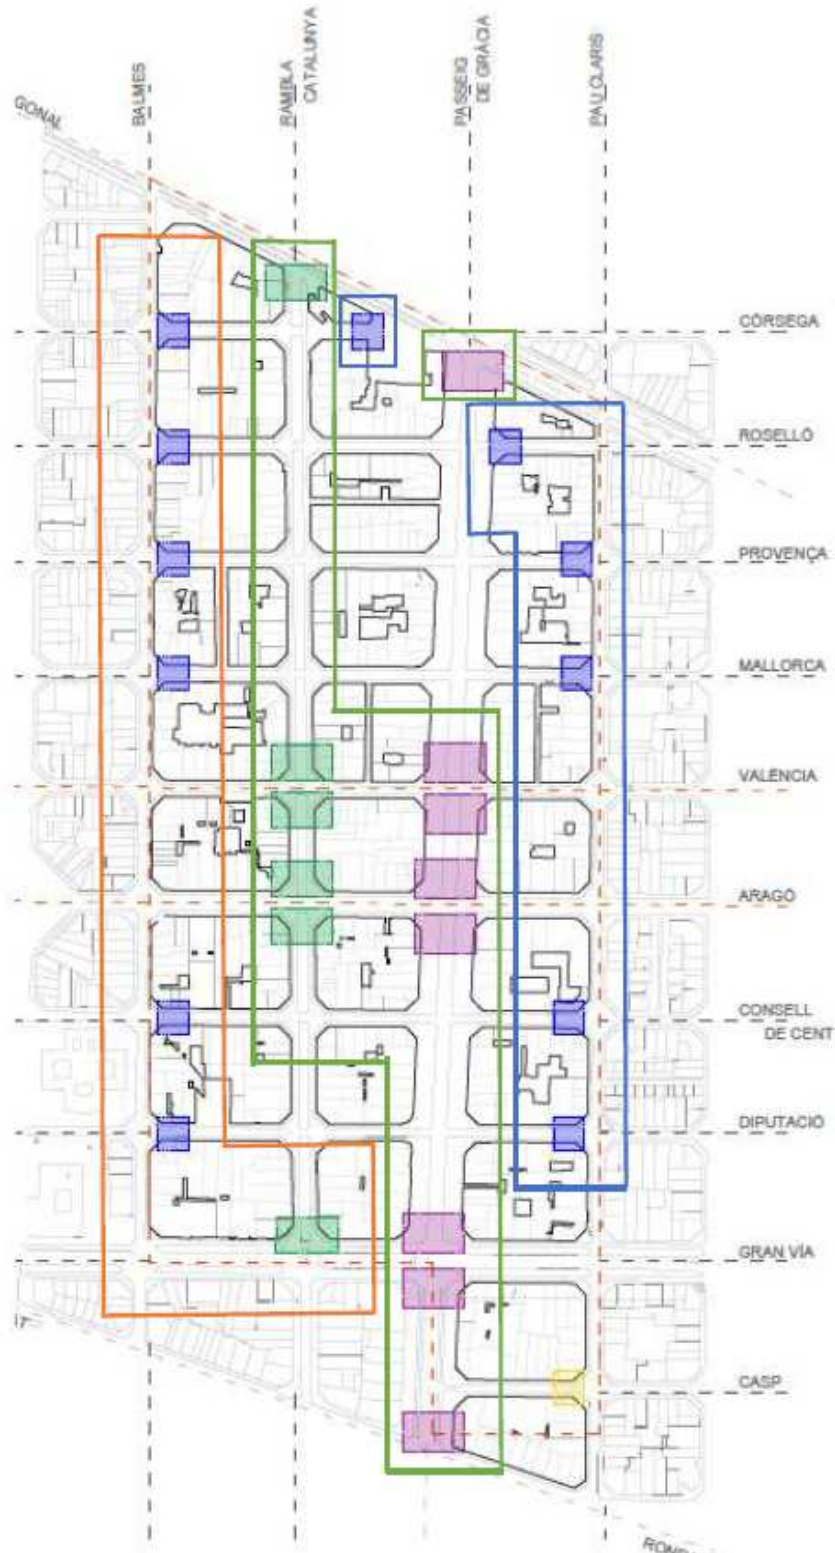 GONAL
BALMES
RAMBLA
CATALUNYA
PASSEIG
DE GRÀCIA
PAU CLARIS
CÒRSEGA
ROSELLÓ
PROVENÇA
MALLORCA
VALENCIA
ARAGÓ
CONSELL
DE CENT
DIPUTACIÓ
GRAN VÍA
CASP